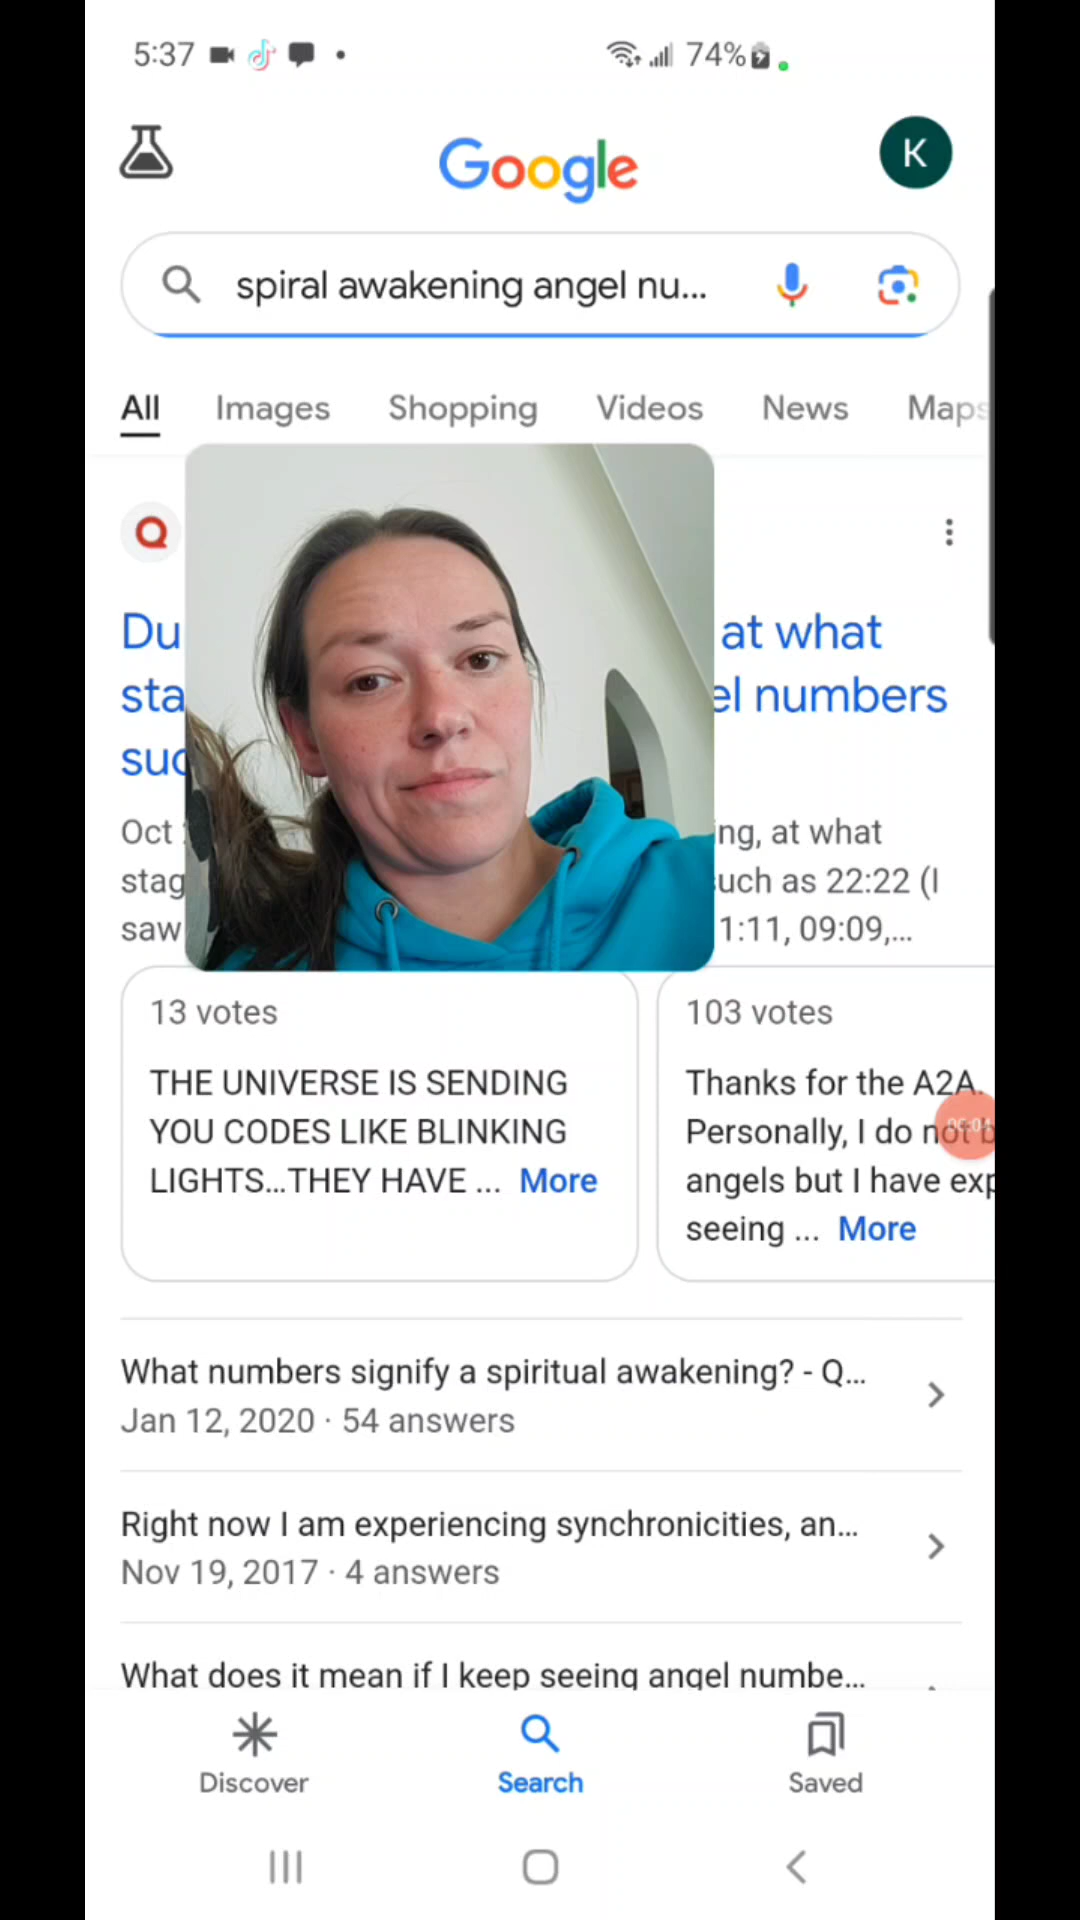 5:37
74%
Google
K
spiral awakening angel nu...
All Images Shopping Videos News Maps
Du at what
sta el numbers
suc
Oct ing, at what
stag such as 22:22 (I
saw 1:11, 09:09,...
13 votes
THE UNIVERSE IS SENDING
YOU CODES LIKE BLINKING
LIGHTS...THEY HAVE ... More
103 votes
Thanks for the A2A.
Personally, I do not b
angels but I have exp
seeing ... More
00:04
What numbers signify a spiritual awakening? - Q...
Jan 12, 2020 · 54 answers
Right now I am experiencing synchronicities, an...
Nov 19, 2017 · 4 answers
What does it mean if I keep seeing angel numbe...
Discover Search Saved